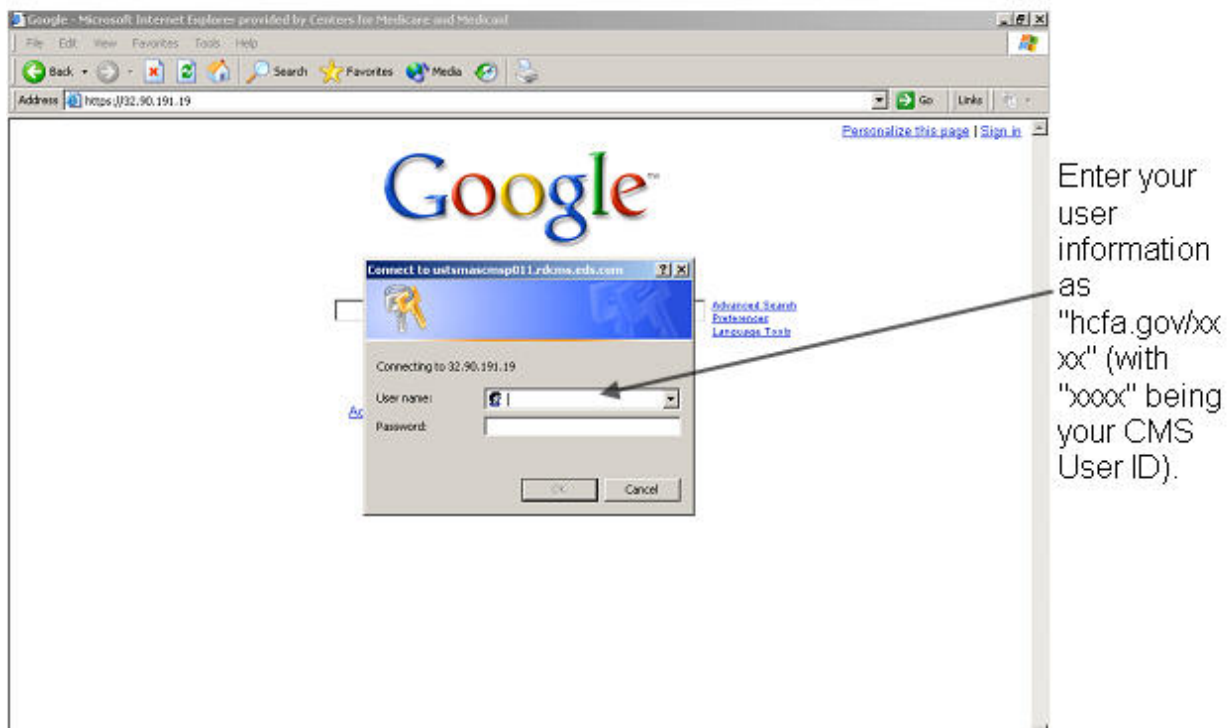 Google - Microsoft Internet Explorer provided by Centers for Medicare and Medicaid
File Edit View Favorites Tools Help
Back Search Favorites Media
Address https://32.90.191.19 Go Links
Personalize this page | Sign in
Google™
Connect to ustsmascmsp011.rdcms.eds.com
Advanced Search
Preferences
Language Tools
Connecting to 32.90.191.19
User name:
Password:
OK Cancel
Enter your
user
information
as
"hcfa.gov/xx
xx" (with
"xxxx" being
your CMS
User ID).